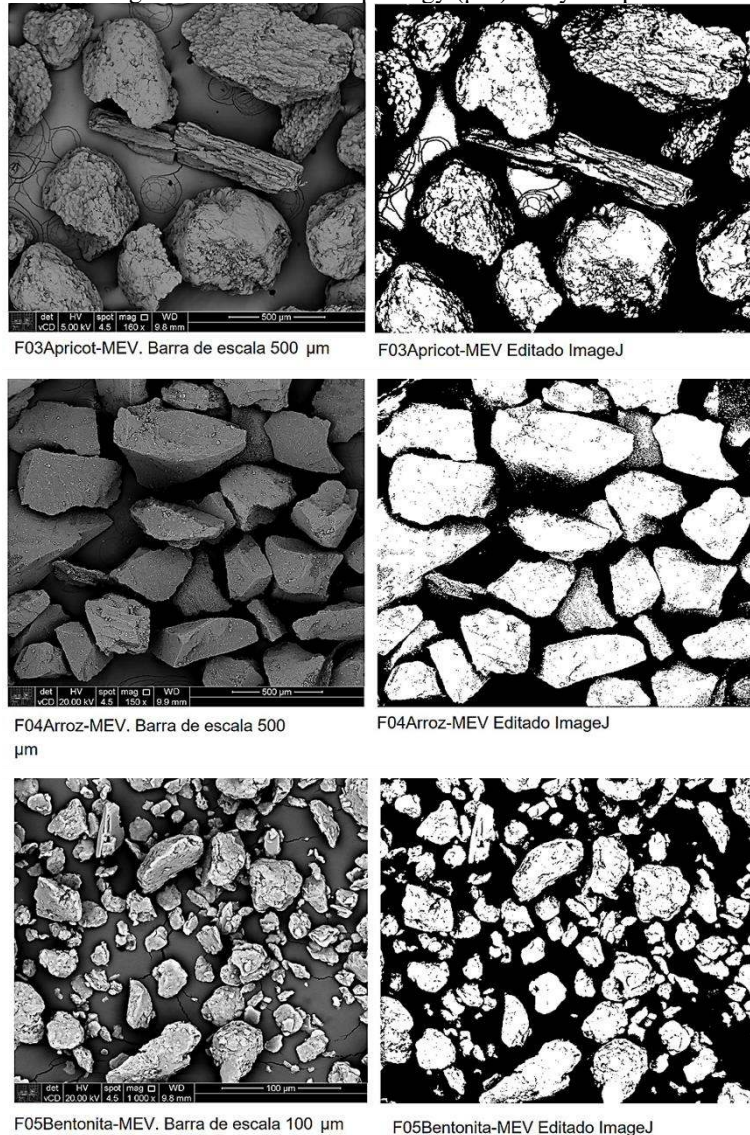 det HV spot mag WD
vCD 5.00 kV 4.5 160 x 9.8 mm
500 µm
F03Apricot-MEV. Barra de escala 500 µm
F03Apricot-MEV Editado ImageJ
det HV spot mag WD
vCD 20.00 kV 4.5 150 x 9.9 mm
500 µm
F04Arroz-MEV. Barra de escala 500
µm
F04Arroz-MEV Editado ImageJ
det HV spot mag WD
vCD 20.00 kV 4.5 1 000 x 9.8 mm
100 µm
F05Bentonita-MEV. Barra de escala 100 µm
F05Bentonita-MEV Editado ImageJ